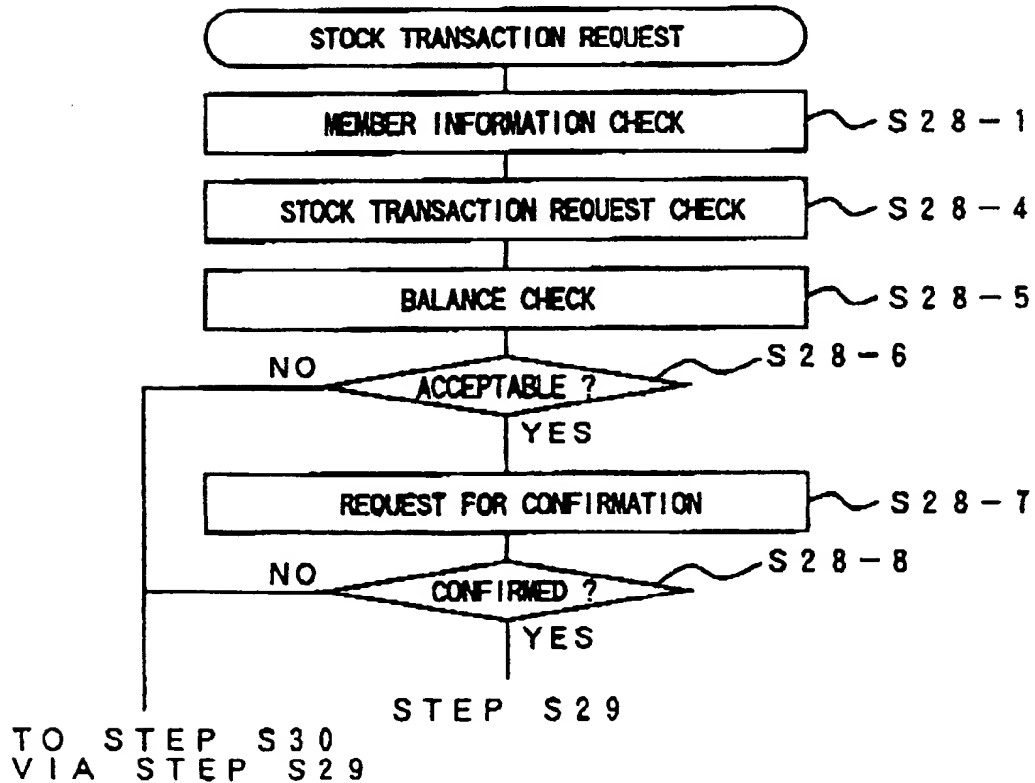 STOCK TRANSACTION REQUEST
MEMBER INFORMATION CHECK
S28-1
STOCK TRANSACTION REQUEST CHECK
S28-4
BALANCE CHECK
S28-5
S28-6
NO
ACCEPTABLE ?
YES
REQUEST FOR CONFIRMATION
S28-7
S28-8
NO
CONFIRMED ?
YES
STEP S29
TO STEP S30
VIA STEP S29